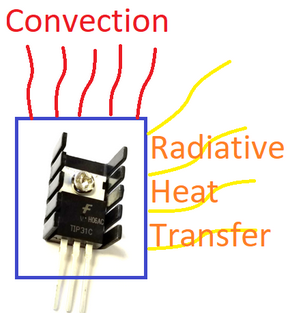 Convection
Radiative
Heat
Transfer
TIP31C